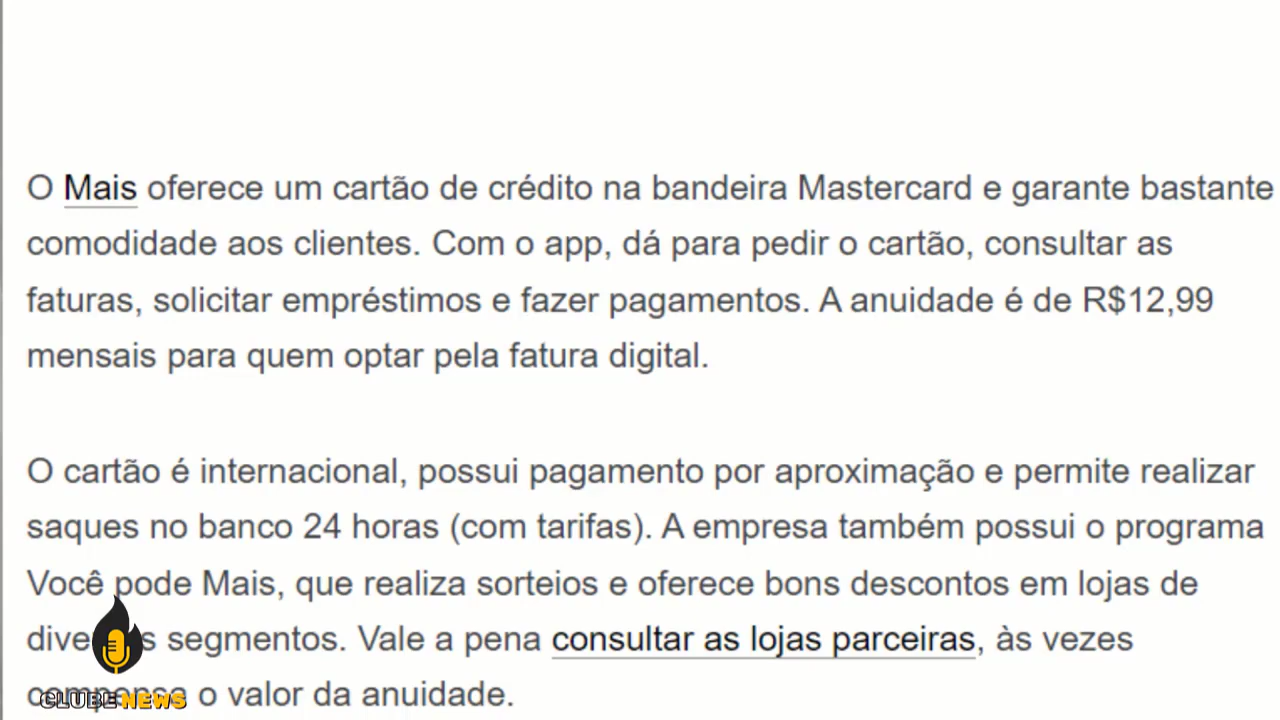 O Mais oferece um cartão de crédito na bandeira Mastercard e garante bastante
comodidade aos clientes. Com o app, dá para pedir o cartão, consultar as
faturas, solicitar empréstimos e fazer pagamentos. A anuidade é de R$12,99
mensais para quem optar pela fatura digital.
O cartão é internacional, possui pagamento por aproximação e permite realizar
saques no banco 24 horas (com tarifas). A empresa também possui o programa
Você pode Mais, que realiza sorteios e oferece bons descontos em lojas de
segmentos. Vale a pena consultar as lojas parceiras, às vezes
o valor da anuidade.
CLUBE NEWS